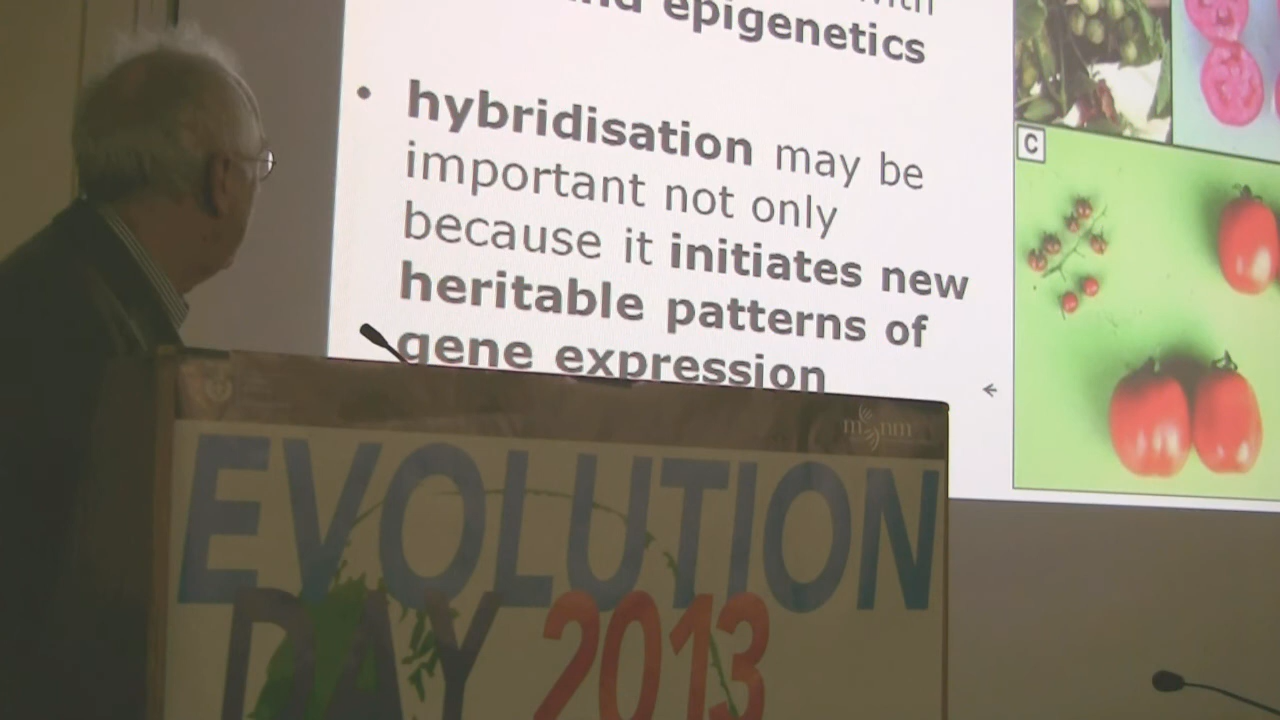 epigenetics
• hybridisation may be
important not only
because it initiates new
heritable patterns of
gene expression
C
EVOLUTION
DAY 2013